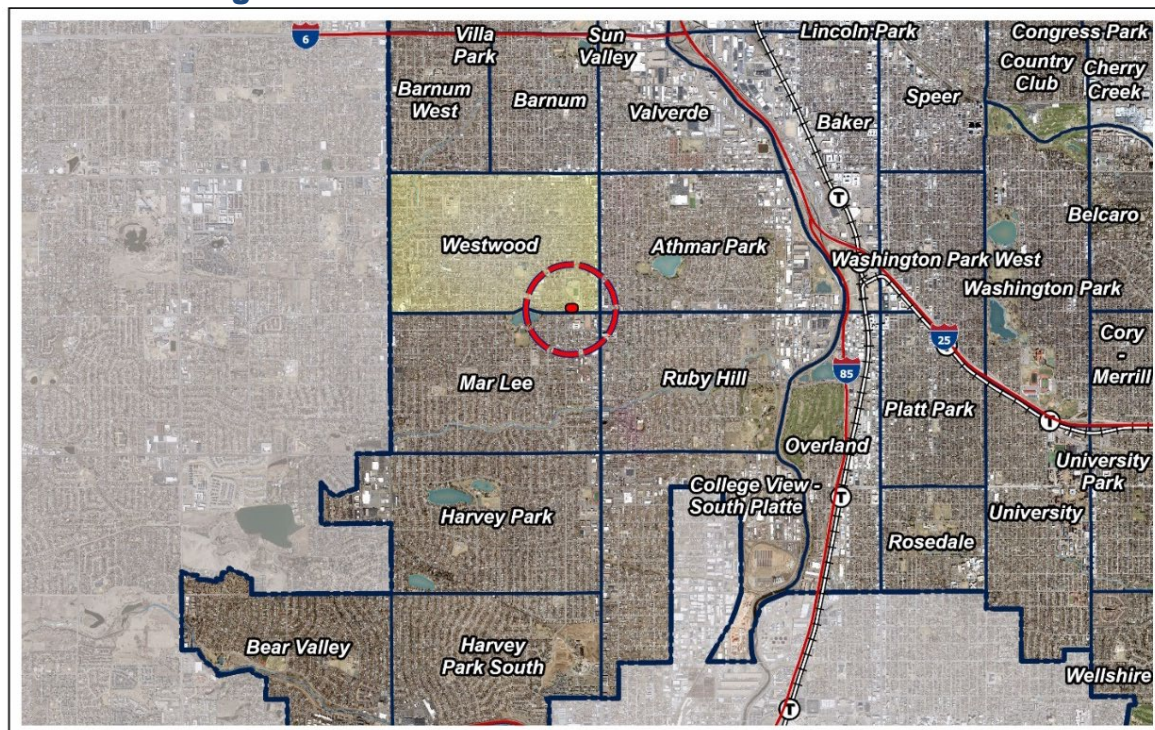 6
Villa
Park
Sun
Valley
Lincoln Park
Congress Park
Country
Club
Cherry
Creek
Barnum
West
Barnum
Valverde
Baker
Speer
T
Belcaro
Westwood
Athmar Park
Washington Park West
Washington Park
25
Cory
-
Merrill
Mar Lee
Ruby Hill
85
Platt Park
T
Overland
University
Park
College View -
South Platte
T
Harvey Park
University
Rosedale
Bear Valley
Harvey
Park South
Wellshire
T